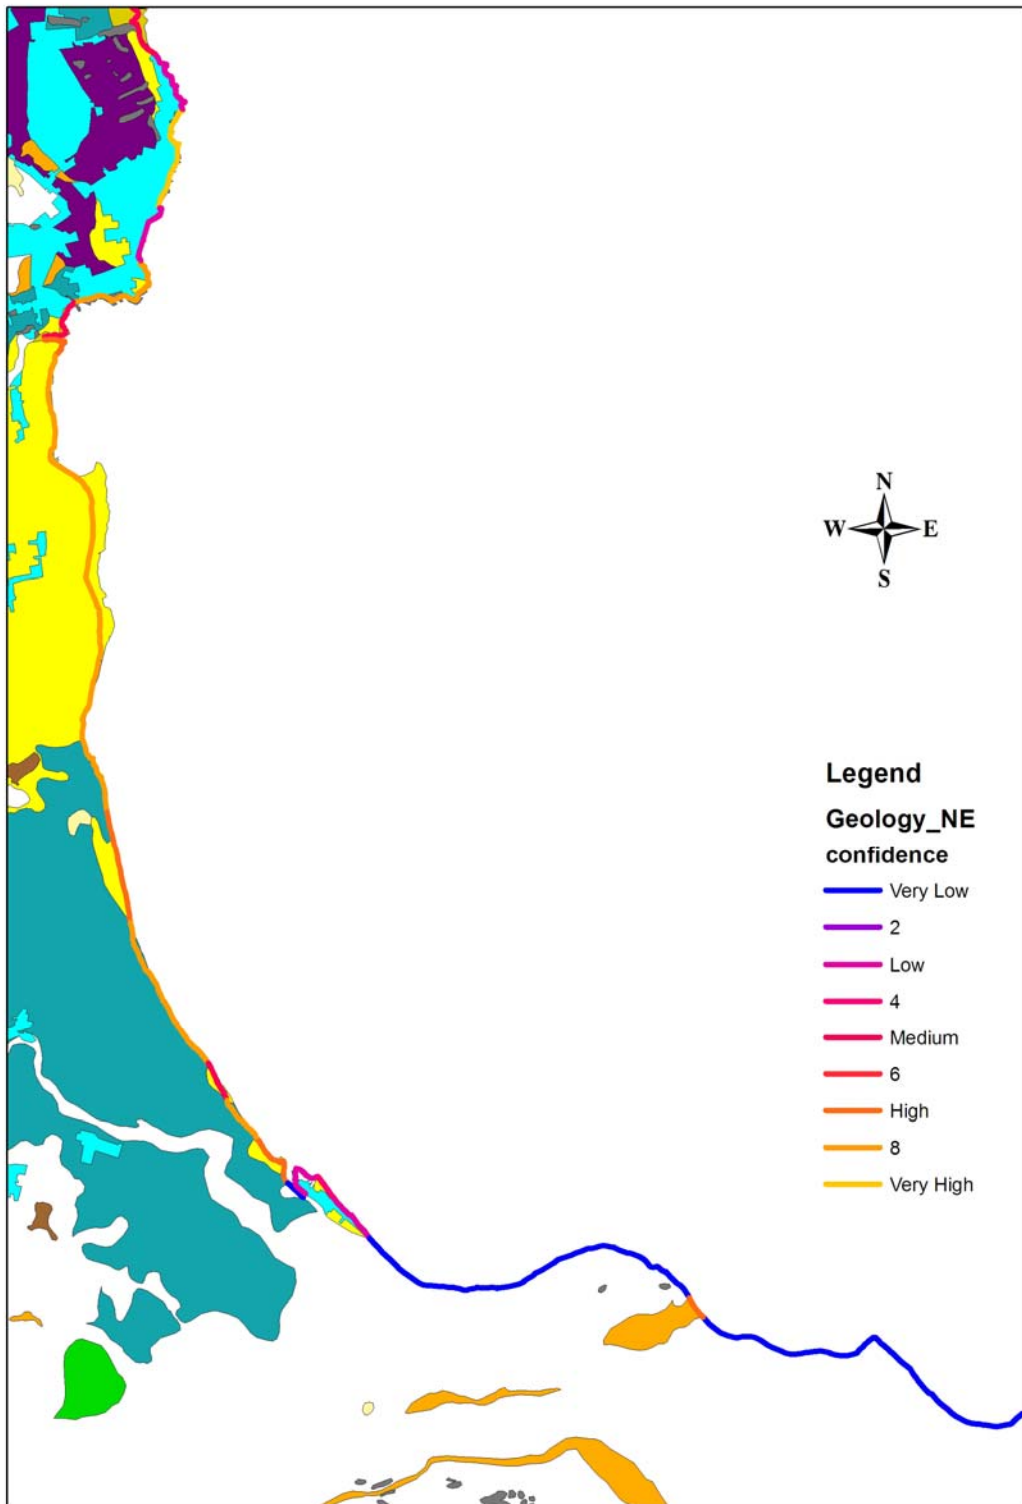 N
W E
S
Legend
Geology_NE
confidence
Very Low
2
Low
4
Medium
6
High
8
Very High